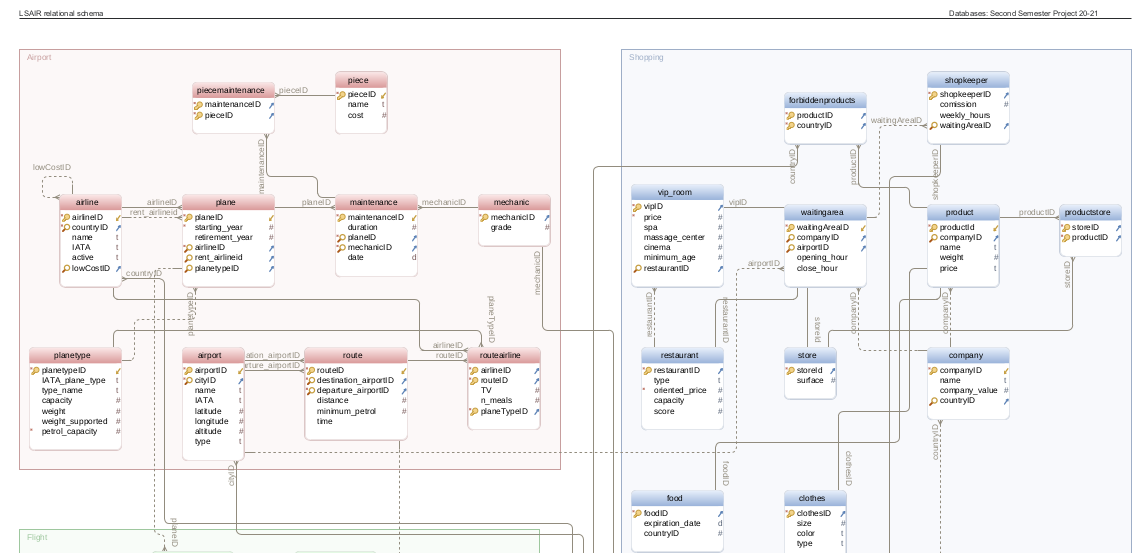 LSAIR relational schema
Databases: Second Semester Project 20-21
Airport
piecemaintenance
maintenanceID
pieceID
pieceID
piece
pieceID
name t
cost #
maintenanceID
lowCostID
airline
airlineID
countryID
name t
IATA t
active t
lowCostID
airlineID
rent_airlineid
plane
planeID
starting_year #
retirement_year #
airlineID
rent_airlineid
planetypeID
planeID
maintenance
maintenanceID
duration #
planeID
mechanicID
date d
mechanicID
mechanic
mechanicID
grade #
mechanicID
countryID
planetypeID
planeTypeID
planetype
planetypeID
IATA_plane_type t
type_name t
capacity #
weight #
weight_supported #
petrol_capacity #
airport
airportID
cityID
name t
IATA t
latitude #
longitude #
altitude #
type t
ation_airportID
rture_airportID
route
routeID
destination_airportID
departure_airportID
distance #
minimum_petrol #
time
airlineID
routeID
routeairline
airlineID
routeID
TV #
n_meals #
planeTypeID
CityID
planeID
Flight
Shopping
forbiddenproducts
productID
countryID
waitingAreaID
shopkeeper
shopkeeperID
comission #
weekly_hours
waitingAreaID
countryID
productID
shopkeeperID
vip_room
vipID
price #
spa
massage_center
cinema
minimum_age #
restaurantID
vipID
waitingarea
waitingAreaID
companyID
airportID
opening_hour
close_hour
airportID
product
productId
companyID
name t
weight #
price t
productID
productstore
storeID
productID
restaurantID
restaurantID
storeId
companyID
companyID
storeID
restaurant
restaurantID
type t
oriented_price #
capacity #
score #
store
storeId
surface #
company
companyID
name t
company_value #
countryID
foodID
clothesID
countryID
food
foodID
expiration_date d
countryID #
clothes
clothesID
size #
color t
type t